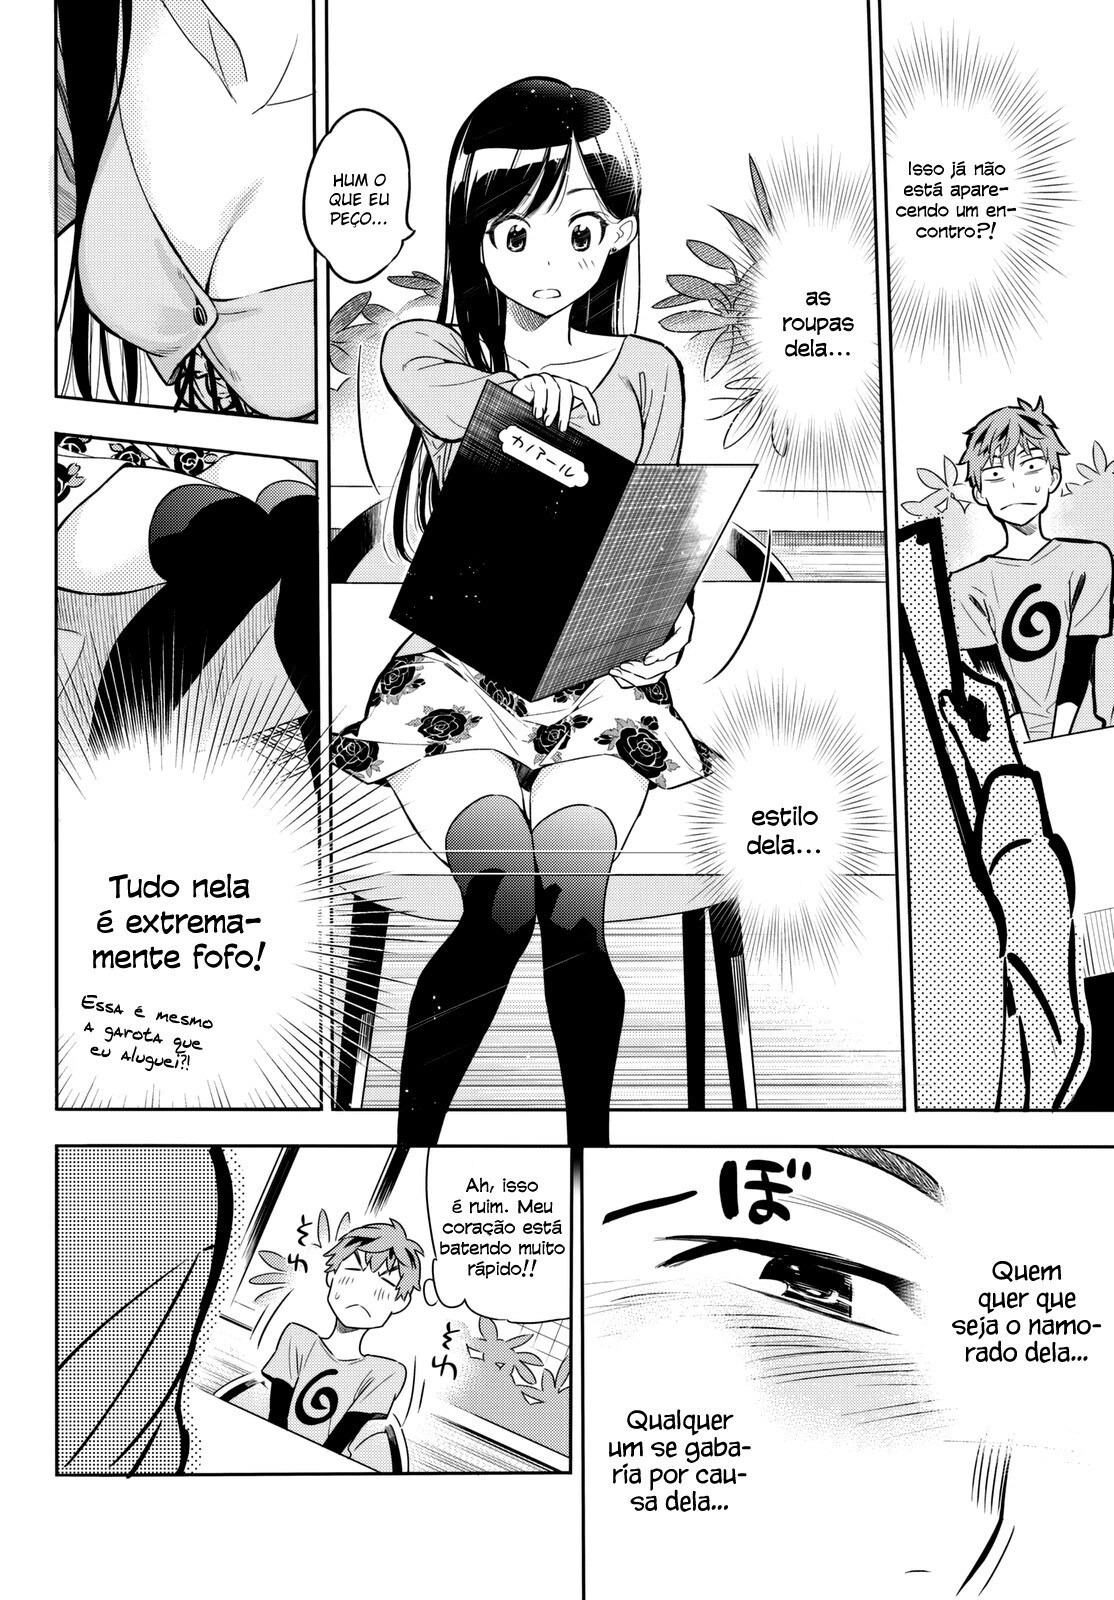 Isso já não
está apare-
cendo um en-
contro?!
as
roupas
dela...
HUM O
QUE EU
PEÇO...
カノアール
estilo
dela...
Tudo nela
é extrema-
mente fofo!
Essa é mesmo
a garota que
eu aluguei?!
Quem
quer que
seja o namo-
rado dela...
ぼーっ
Qualquer
um se gaba-
ría por cau-
sa dela...
Ah, isso
é ruim. Meu
coração está
batendo muito
rápido!!